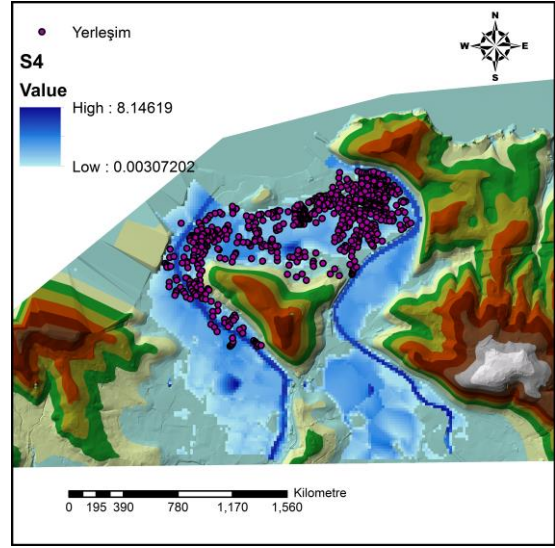 Yerleşim
S4
Value
High : 8.14619
Low : 0.00307202
N
W E
S
Kilometre
0 195 390 780 1,170 1,560